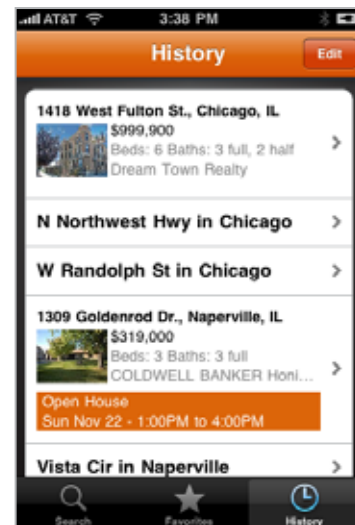 AT&T 3:38 PM
History Edit
1418 West Fulton St., Chicago, IL
$999,900
Beds: 6 Baths: 3 full, 2 half
Dream Town Realty
N Northwest Hwy in Chicago
W Randolph St in Chicago
1309 Goldenrod Dr., Naperville, IL
$319,000
Beds: 3 Baths: 3 full
COLDWELL BANKER Honi...
Open House
Sun Nov 22 - 1:00PM to 4:00PM
Vista Cir in Naperville
Search Favorites History